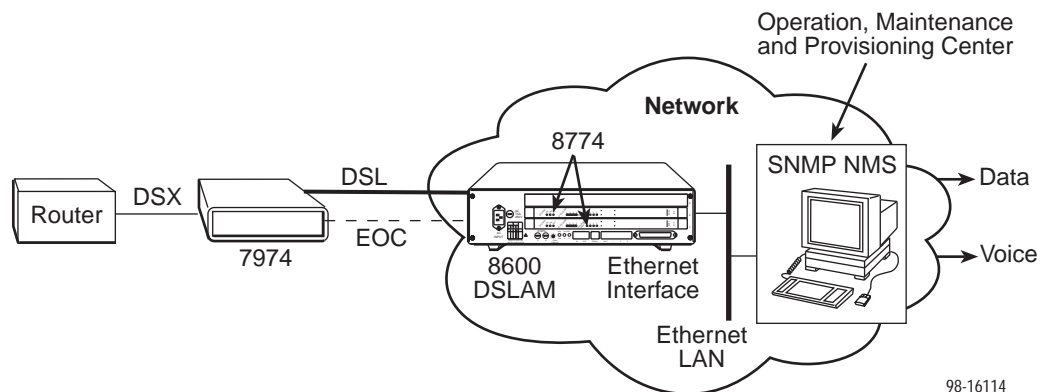 Operation, Maintenance
and Provisioning Center
Network
8774
SNMP NMS
DSL
Data
Router
DSX
EOC
Voice
7974
8600
DSLAM
Ethernet
Interface
Ethernet
LAN
98-16114